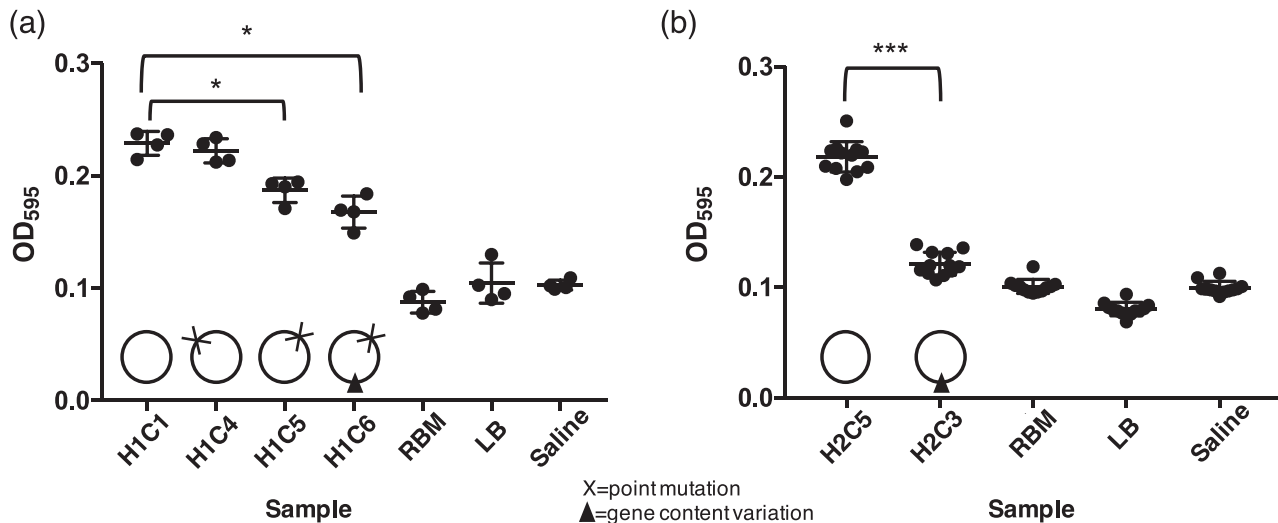 (a)
*
*
0.3
0.2
0.1
0.0
OD595
H1C1
H1C4
H1C5
H1C6
RBM
LB
Saline
Sample
(b)
***
0.3
0.2
0.1
0.0
OD595
H2C5
H2C3
RBM
LB
Saline
Sample
X=point mutation
▲=gene content variation